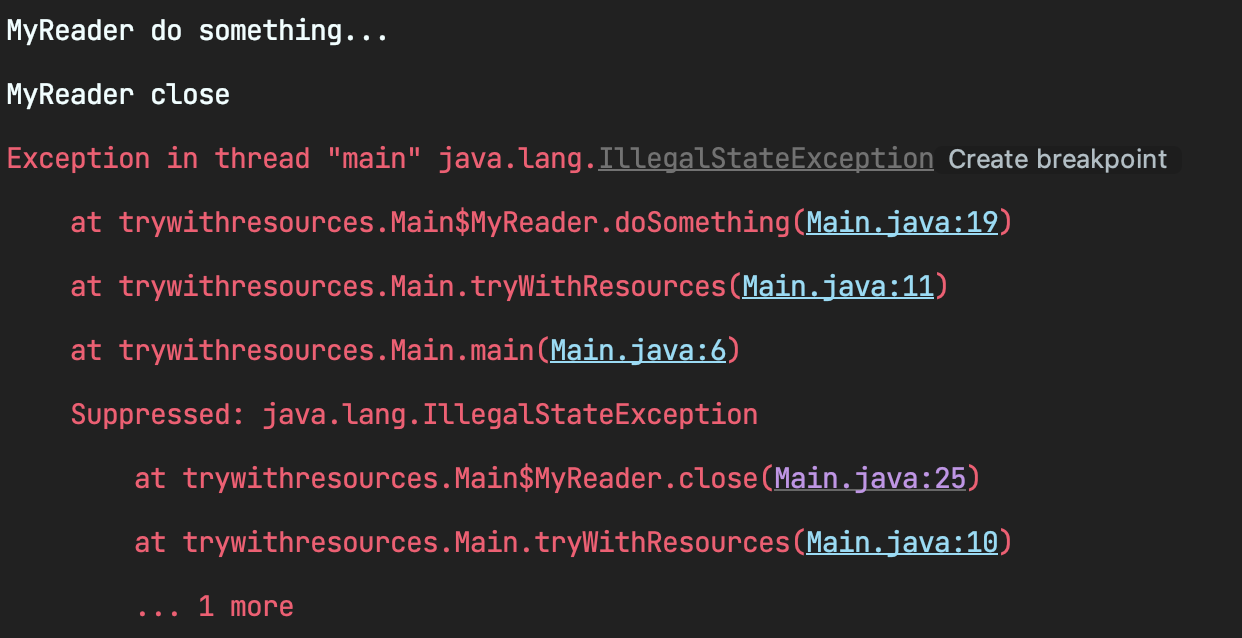 MyReader do something...
MyReader close
Exception in thread "main" java.lang.IllegalStateException Create breakpoint
at trywithresources.Main$MyReader.doSomething(Main.java:19)
at trywithresources.Main.tryWithResources(Main.java:11)
at trywithresources.Main.main(Main.java:6)
Suppressed: java.lang.IllegalStateException
at trywithresources.Main$MyReader.close(Main.java:25)
at trywithresources.Main.tryWithResources(Main.java:10)
... 1 more